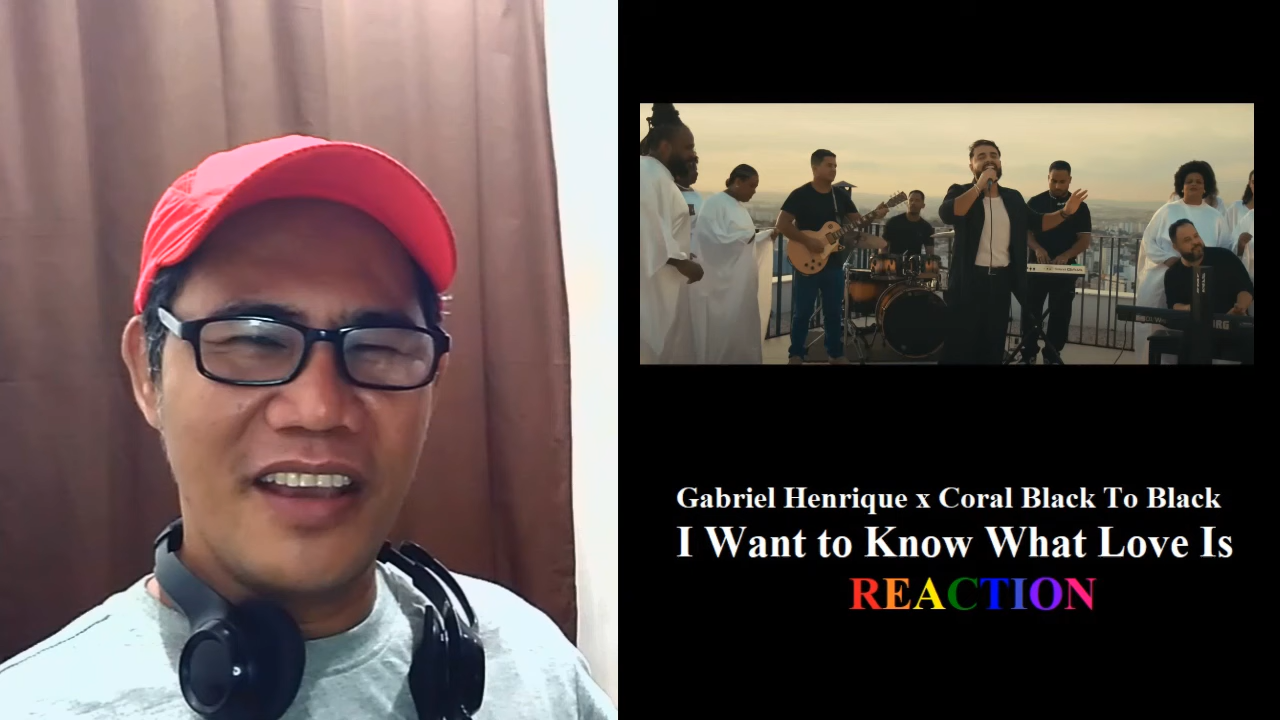 Gabriel Henrique x Coral Black To Black
I Want to Know What Love Is
REACTION